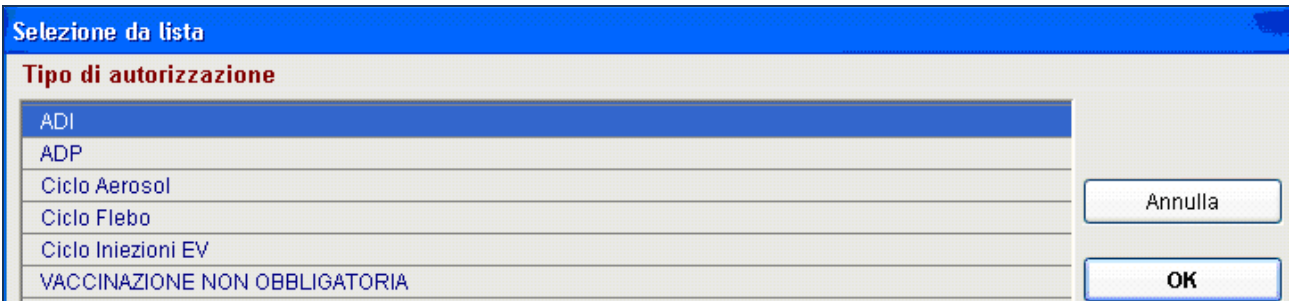 Selezione da lista
Tipo di autorizzazione
ADI
ADP
Ciclo Aerosol
Ciclo Flebo
Ciclo Iniezioni EV
VACCINAZIONE NON OBBLIGATORIA
Annulla
OK